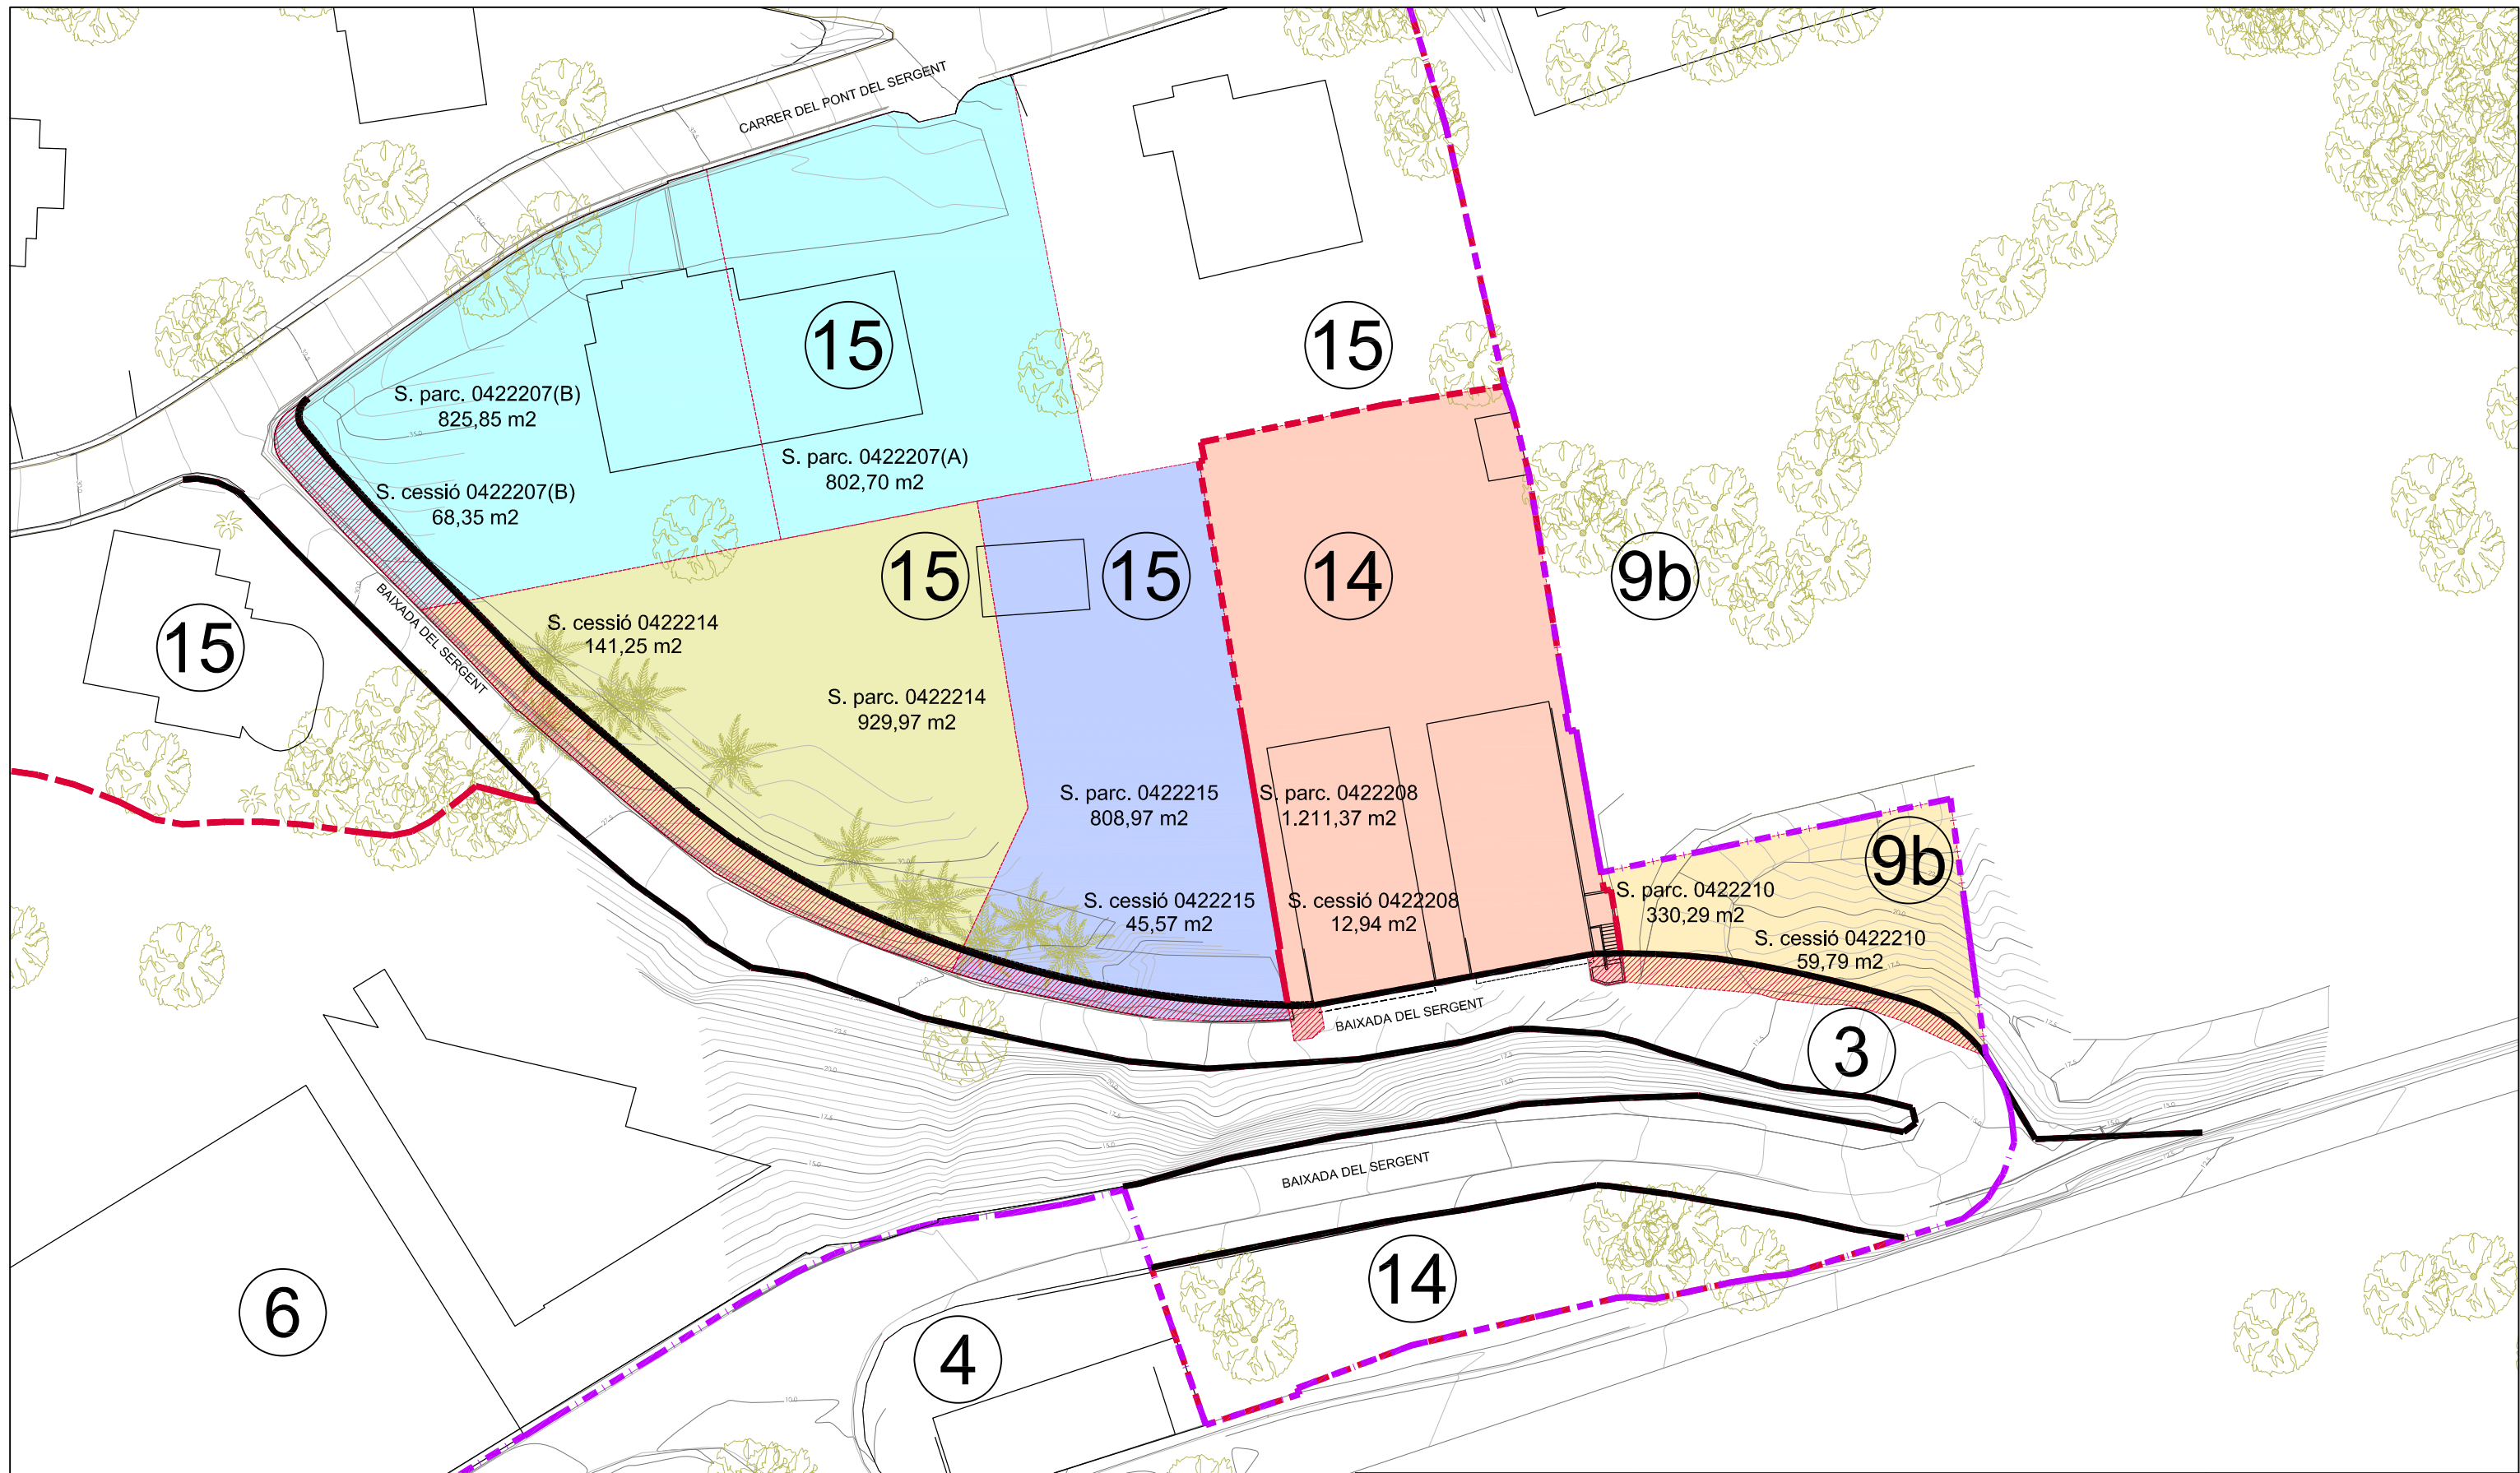 CARRER DEL PONT DEL SERGENT
15
15
S. parc. 0422207(B)
825,85 m2
S. parc. 0422207(A)
802,70 m2
S. cessió 0422207(B)
68,35 m2
15
15
14
9b
BAIXADA DEL SERGENT
15
S. cessió 0422214
141,25 m2
S. parc. 0422214
929,97 m2
S. parc. 0422215
808,97 m2
S. parc. 0422208
1.211,37 m2
9b
S. parc. 0422210
330,29 m2
S. cessió 0422215
45,57 m2
S. cessió 0422208
12,94 m2
S. cessió 0422210
59,79 m2
BAIXADA DEL SERGENT
3
BAIXADA DEL SERGENT
14
6
4